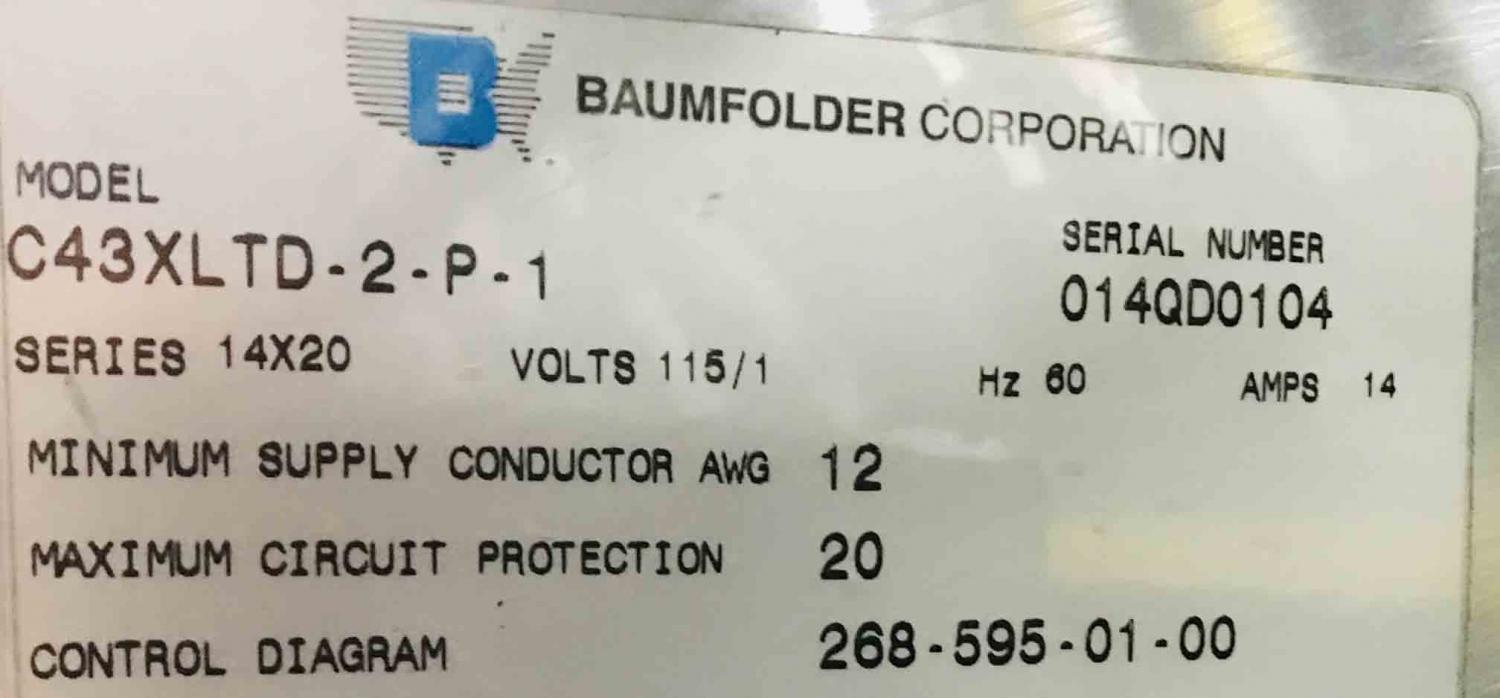 B BAUMFOLDER CORPORATION
MODEL
C43XLTD-2-P-1
SERIAL NUMBER
014QD0104
SERIES 14X20 VOLTS 115/1 Hz 60 AMPS 14
MINIMUM SUPPLY CONDUCTOR AWG 12
MAXIMUM CIRCUIT PROTECTION 20
CONTROL DIAGRAM 268-595-01-00